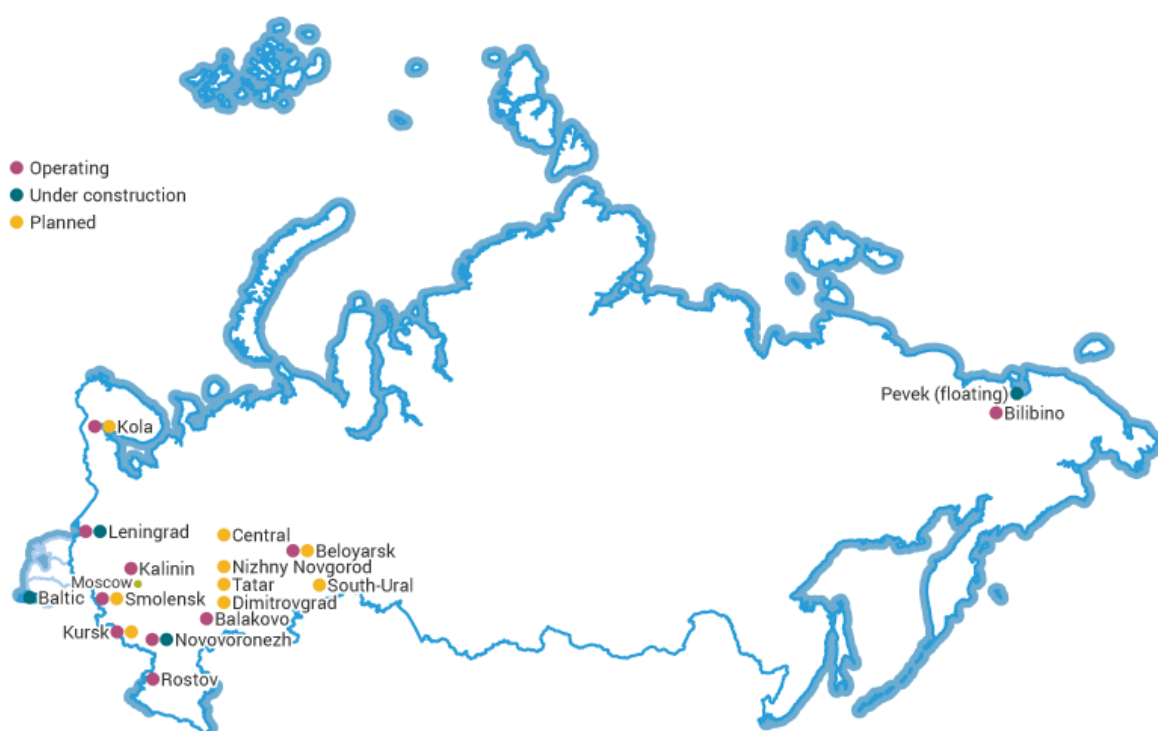 Operating
Under construction
Planned
Pevek (floating)
Bilibino
Kola
Leningrad
Central
Beloyarsk
Kalinin
Nizhny Novgorod
Moscow
Tatar
South-Ural
Baltic
Smolensk
Dimitrovgrad
Balakovo
Kursk
Novovoronezh
Rostov